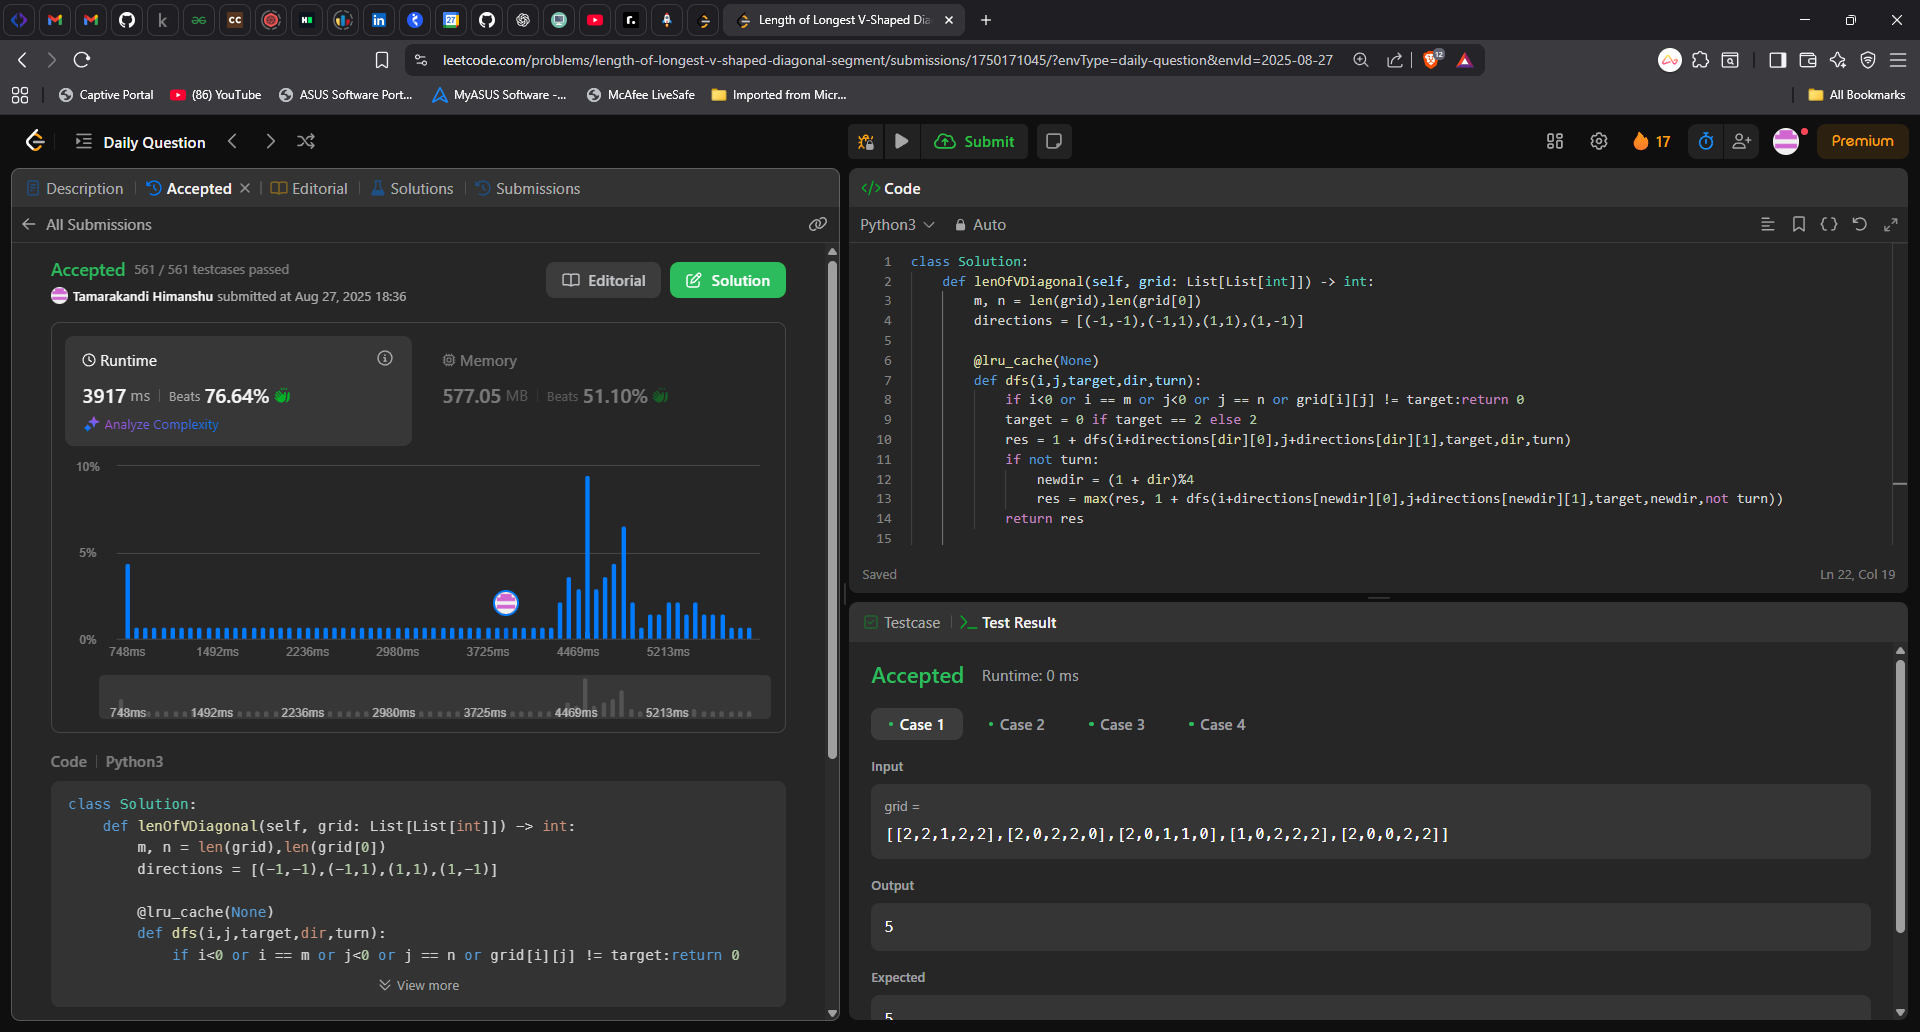 CC
in
27
Length of Longest V-Shaped Dia
leetcode.com/problems/length-of-longest-v-shaped-diagonal-segment/submissions/1750171045/?envType=daily-question&envId=2025-08-27
12
Captive Portal
(86) YouTube
ASUS Software Port...
MyASUS Software -...
McAfee LiveSafe
Imported from Micr...
All Bookmarks
Daily Question
Submit
17
Premium
Description
Accepted
Editorial
Solutions
Submissions
All Submissions
Accepted 561 / 561 testcases passed
Tamarakandi Himanshu submitted at Aug 27, 2025 18:36
Editorial
Solution
Runtime
3917 ms | Beats 76.64%
Analyze Complexity
Memory
577.05 MB | Beats 51.10%
10%
5%
0%
748ms 1492ms 2236ms 2980ms 3725ms 4469ms 5213ms
748ms 1492ms 2236ms 2980ms 3725ms 4469ms 5213ms
Code | Python3
class Solution:
    def lenOfVDiagonal(self, grid: List[List[int]]) -> int:
        m, n = len(grid),len(grid[0])
        directions = [(-1,-1),(-1,1),(1,1),(1,-1)]
        @lru_cache(None)
        def dfs(i,j,target,dir,turn):
            if i<0 or i == m or j<0 or j == n or grid[i][j] != target:return 0
View more
</> Code
Python3
Auto
1 class Solution:
2     def lenOfVDiagonal(self, grid: List[List[int]]) -> int:
3         m, n = len(grid),len(grid[0])
4         directions = [(-1,-1),(-1,1),(1,1),(1,-1)]
5
6         @lru_cache(None)
7         def dfs(i,j,target,dir,turn):
8             if i<0 or i == m or j<0 or j == n or grid[i][j] != target:return 0
9             target = 0 if target == 2 else 2
10             res = 1 + dfs(i+directions[dir][0],j+directions[dir][1],target,dir,turn)
11             if not turn:
12                 newdir = (1 + dir)%4
13                 res = max(res, 1 + dfs(i+directions[newdir][0],j+directions[newdir][1],target,newdir,not turn))
14             return res
15
Saved
Ln 22, Col 19
Testcase
Test Result
Accepted Runtime: 0 ms
Case 1
Case 2
Case 3
Case 4
Input
grid =
[[2,2,1,2,2],[2,0,2,2,0],[2,0,1,1,0],[1,0,2,2,2],[2,0,0,2,2]]
Output
5
Expected
5